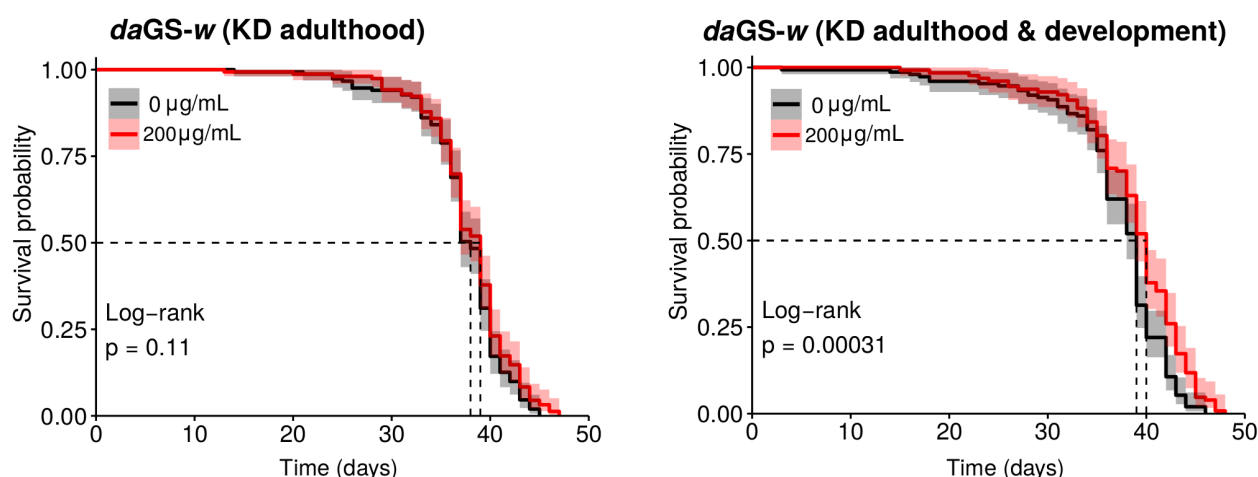 daGS-w (KD adulthood)
Survival probability
1.00
0.75
0.50
0.25
0.00
0 µg/mL
200µg/mL
Log−rank
p = 0.11
0
10
20
30
40
50
Time (days)
daGS-w (KD adulthood & development)
Survival probability
1.00
0.75
0.50
0.25
0.00
0 µg/mL
200µg/mL
Log−rank
p = 0.00031
0
10
20
30
40
50
Time (days)